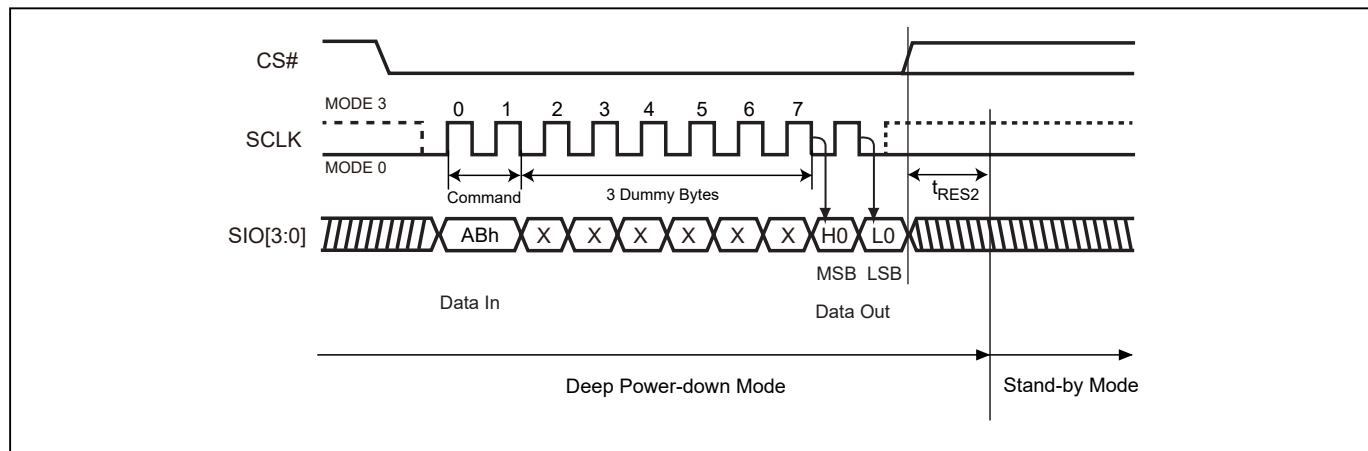 CS#
MODE 3
0 1 2 3 4 5 6 7
SCLK
MODE 0
Command
3 Dummy Bytes
tRES2
SIO[3:0]
ABh X X X X X X H0 L0
MSB LSB
Data In
Data Out
Deep Power-down Mode
Stand-by Mode